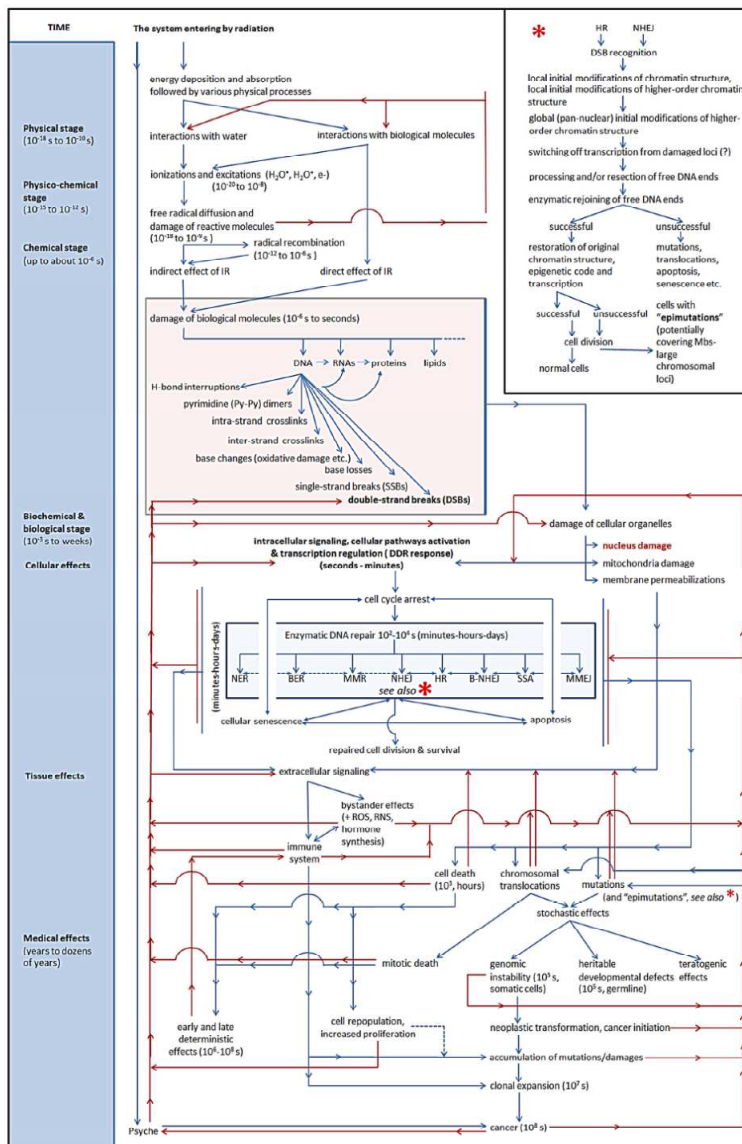 TIME
The system entering by radiation
energy deposition and absorption
followed by various physical processes
Physical stage
(10⁻¹⁸ s to 10⁻¹⁰ s)
interactions with water
interactions with biological molecules
ionizations and excitations (H₂O⁺, H₂O*, e-)
(10⁻²⁰ to 10⁻⁸)
Physico-chemical
stage
(10⁻¹⁵ to 10⁻¹² s)
free radical diffusion and
damage of reactive molecules
(10⁻¹⁸ to 10⁻⁹ s)
Chemical stage
(up to about 10⁻⁶ s)
radical recombination
(10⁻¹² to 10⁻⁶ s)
indirect effect of IR
direct effect of IR
damage of biological molecules (10⁻⁶ s to seconds)
DNA
RNAs
proteins
lipids
H-bond interruptions
pyrimidine (Py-Py) dimers
intra-strand crosslinks
inter-strand crosslinks
base changes (oxidative damage etc.)
base losses
single-strand breaks (SSBs)
double-strand breaks (DSBs)
*
HR
NHEJ
DSB recognition
local initial modifications of chromatin structure,
local initial modifications of higher-order chromatin
structure
global (pan-nuclear) initial modifications of higher-
order chromatin structure
switching off transcription from damaged loci (?)
processing and/or resection of free DNA ends
enzymatic rejoining of free DNA ends
successful
unsuccessful
restoration of original
chromatin structure,
epigenetic code and
transcription
mutations,
translocations,
apoptosis,
senescence etc.
successful
unsuccessful
cell division
normal cells
cells with
"epimutations"
(potentially
covering Mbs-
large
chromosomal
loci)
Biochemical &
biological stage
(10⁻³ s to weeks)
Cellular effects
damage of cellular organelles
nucleus damage
mitochondria damage
membrane permeabilizations
intracellular signaling, cellular pathways activation
& transcription regulation ( DDR response)
(seconds - minutes)
cell cycle arrest
(minutes-hours-days)
Enzymatic DNA repair 10²-10⁴ s (minutes-hours-days)
NER
BER
MMR
NHEJ
HR
B-NHEJ
SSA
MMEJ
see also *
cellular senescence
apoptosis
repaired cell division & survival
Tissue effects
extracellular signaling
bystander effects
(+ ROS, RNS,
hormone
synthesis)
immune
system
cell death
(10³, hours)
chromosomal
translocations
mutations
(and "epimutations", see also *)
stochastic effects
Medical effects
(years to dozens
of years)
mitotic death
genomic
instability (10⁵ s,
somatic cells)
heritable
developmental defects
(10⁵ s, germline)
teratogenic
effects
early and late
deterministic
effects (10⁶-10⁸ s)
cell repopulation,
increased proliferation
neoplastic transformation, cancer initiation
accumulation of mutations/damages
clonal expansion (10⁷ s)
Psyche
cancer (10⁸ s)